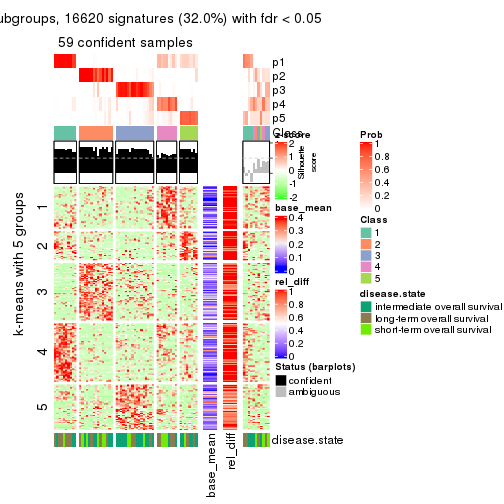 ubgroups, 16620 signatures (32.0%) with fdr < 0.05
59 confident samples
p1
p2
p3
p4
p5
Class
Silhouette
score
1
2
3
4
5
k-means with 5 groups
base_mean
rel_diff
disease.state
z-score
2
1
0
-1
-2
base_mean
0.4
0.3
0.2
0.1
0
rel_diff
1
0.8
0.6
0.4
0.2
0
Status (barplots)
confident
ambiguous
Prob
1
0.8
0.6
0.4
0.2
0
Class
1
2
3
4
5
disease.state
intermediate overall survival
long-term overall survival
short-term overall survival